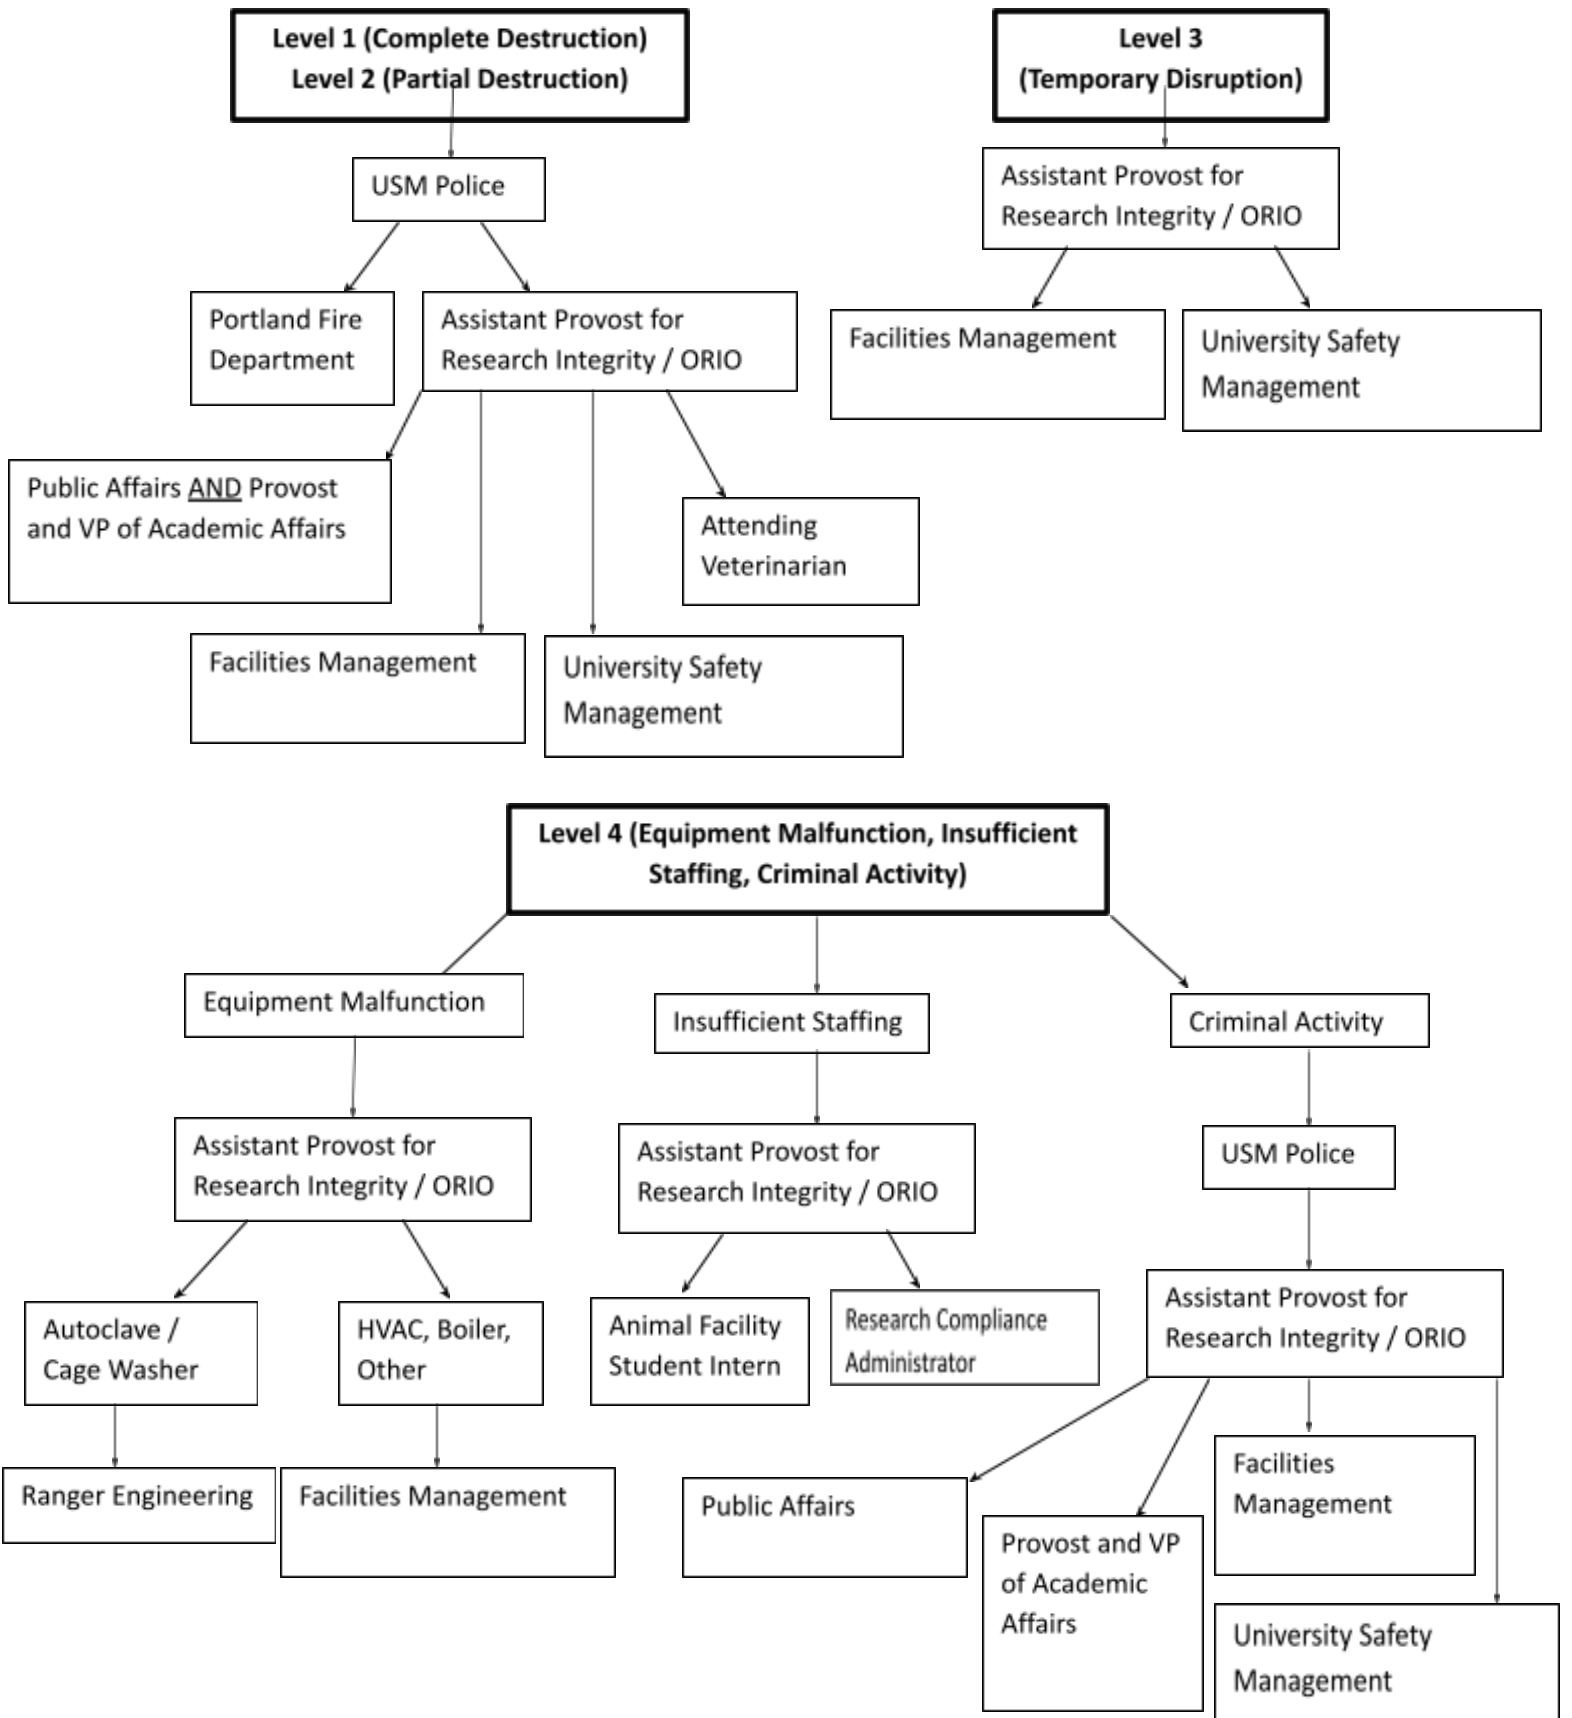 Level 1 (Complete Destruction)
Level 2 (Partial Destruction)
USM Police
Portland Fire
Department
Assistant Provost for
Research Integrity / ORIO
Public Affairs AND Provost
and VP of Academic Affairs
Attending
Veterinarian
Facilities Management
University Safety
Management
Level 3
(Temporary Disruption)
Assistant Provost for
Research Integrity / ORIO
Facilities Management
University Safety
Management
Level 4 (Equipment Malfunction, Insufficient
Staffing, Criminal Activity)
Equipment Malfunction
Assistant Provost for
Research Integrity / ORIO
Autoclave /
Cage Washer
Ranger Engineering
HVAC, Boiler,
Other
Facilities Management
Insufficient Staffing
Assistant Provost for
Research Integrity / ORIO
Animal Facility
Student Intern
Research Compliance
Administrator
Criminal Activity
USM Police
Assistant Provost for
Research Integrity / ORIO
Public Affairs
Provost and VP
of Academic
Affairs
Facilities
Management
University Safety
Management